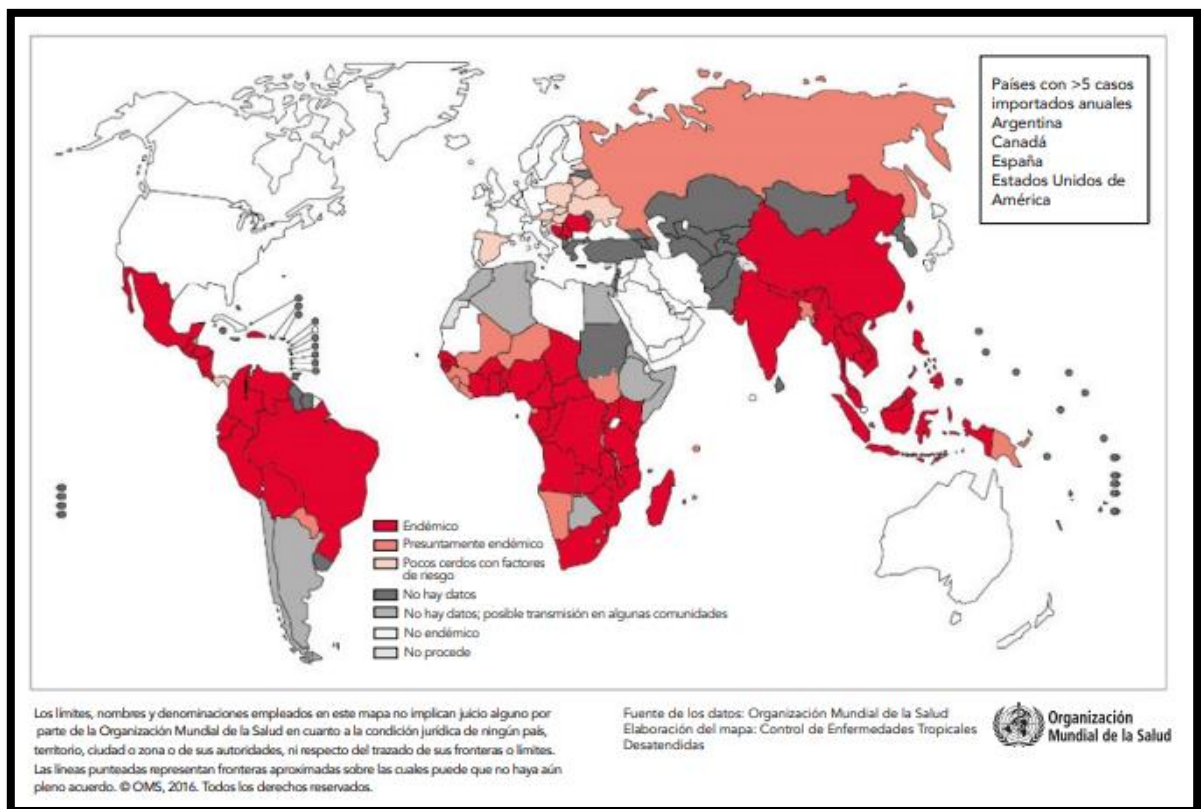 Países con >5 casos
importados anuales
Argentina
Canadá
España
Estados Unidos de
América
Endémico
Presuntamente endémico
Pocos cerdos con factores
de riesgo
No hay datos
No hay datos; posible transmisión en algunas comunidades
No endémico
No procede
Los límites, nombres y denominaciones empleados en este mapa no implican juicio alguno por
parte de la Organización Mundial de la Salud en cuanto a la condición jurídica de ningún país,
territorio, ciudad o zona o de sus autoridades, ni respecto del trazado de sus fronteras o límites.
Las líneas punteadas representan fronteras aproximadas sobre las cuales puede que no haya aún
pleno acuerdo. © OMS, 2016. Todos los derechos reservados.
Fuente de los datos: Organización Mundial de la Salud
Elaboración del mapa: Control de Enfermedades Tropicales
Desatendidas
Organización
Mundial de la Salud